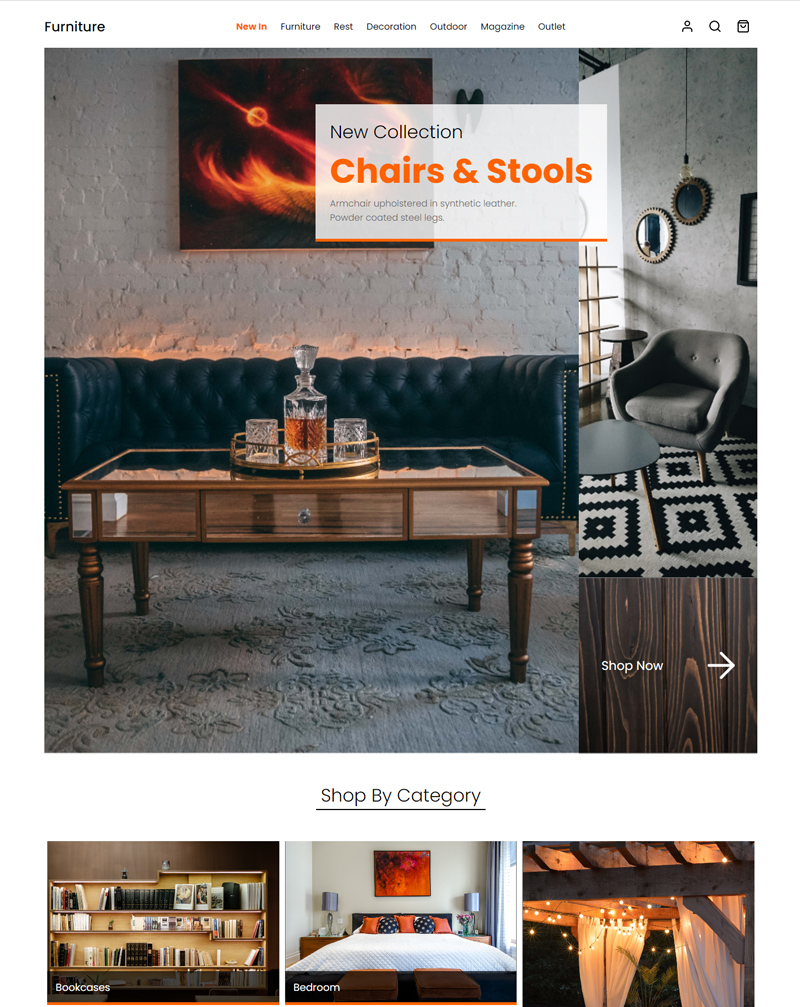 Furniture
New In Furniture Rest Decoration Outdoor Magazine Outlet
New Collection
Chairs & Stools
Armchair upholstered in synthetic leather.
Powder coated steel legs.
Shop Now
Shop By Category
Bookcases
Bedroom